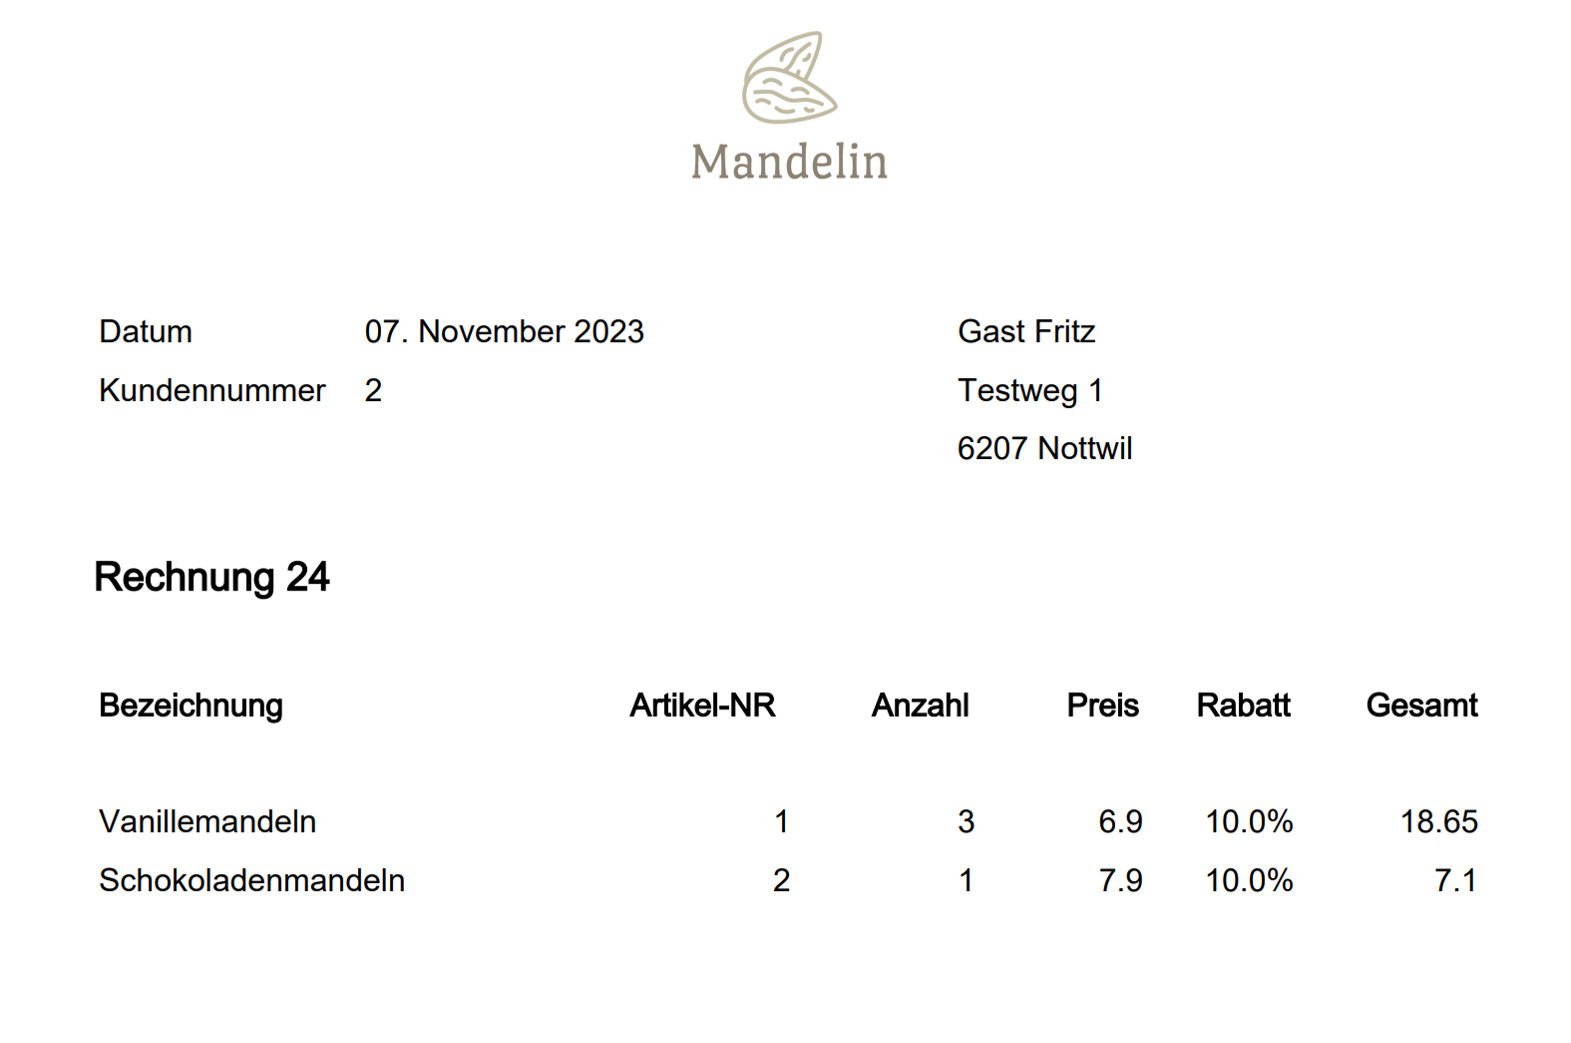 Mandelin
Datum 07. November 2023
Kundennummer 2
Gast Fritz
Testweg 1
6207 Nottwil
Rechnung 24
Bezeichnung Artikel-NR Anzahl Preis Rabatt Gesamt
Vanillemandeln 1 3 6.9 10.0% 18.65
Schokoladenmandeln 2 1 7.9 10.0% 7.1